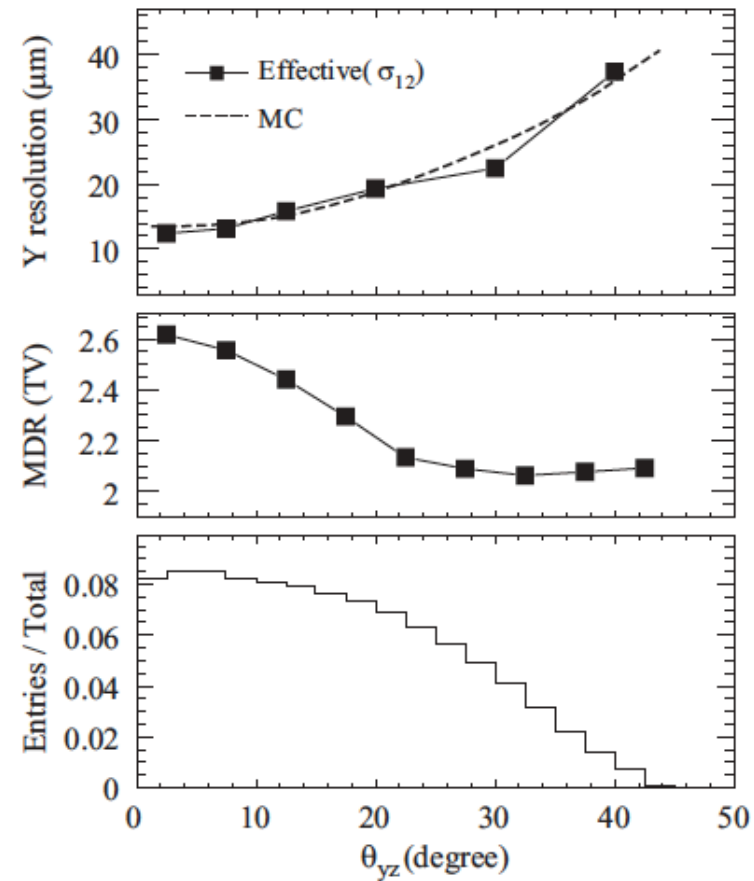 Y resolution (μm)
40
30
20
10
Effective( σ12)
MC
MDR (TV)
2.6
2.4
2.2
2
Entries / Total
0.08
0.06
0.04
0.02
0
0 10 20 30 40 50
θyz (degree)